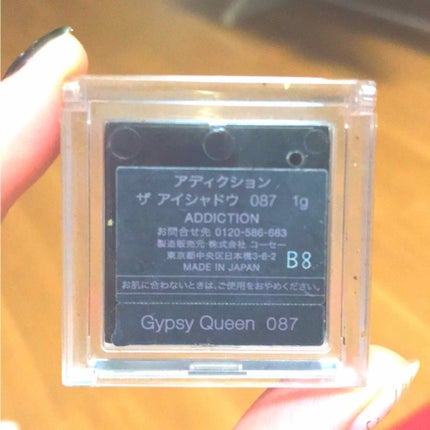 アディクション
ザ アイシャドウ 087 1g
ADDICTION
お問合せ先 0120-586-683
製造販売元・株式会社 コーセー
東京都中央区日本橋3-6-2
MADE IN JAPAN B8
お肌に合わないときは、ご使用をおやめください。
Gypsy Queen 087